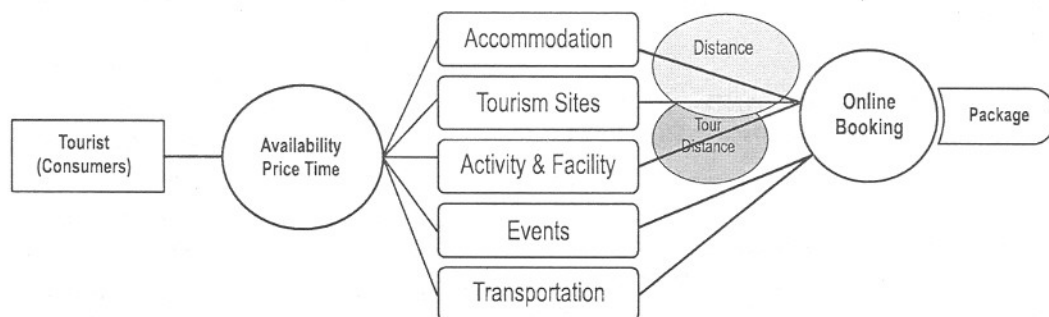 Tourist
(Consumers)
Availability
Price Time
Accommodation
Tourism Sites
Activity & Facility
Events
Transportation
Distance
Tour
Distance
Online
Booking
Package